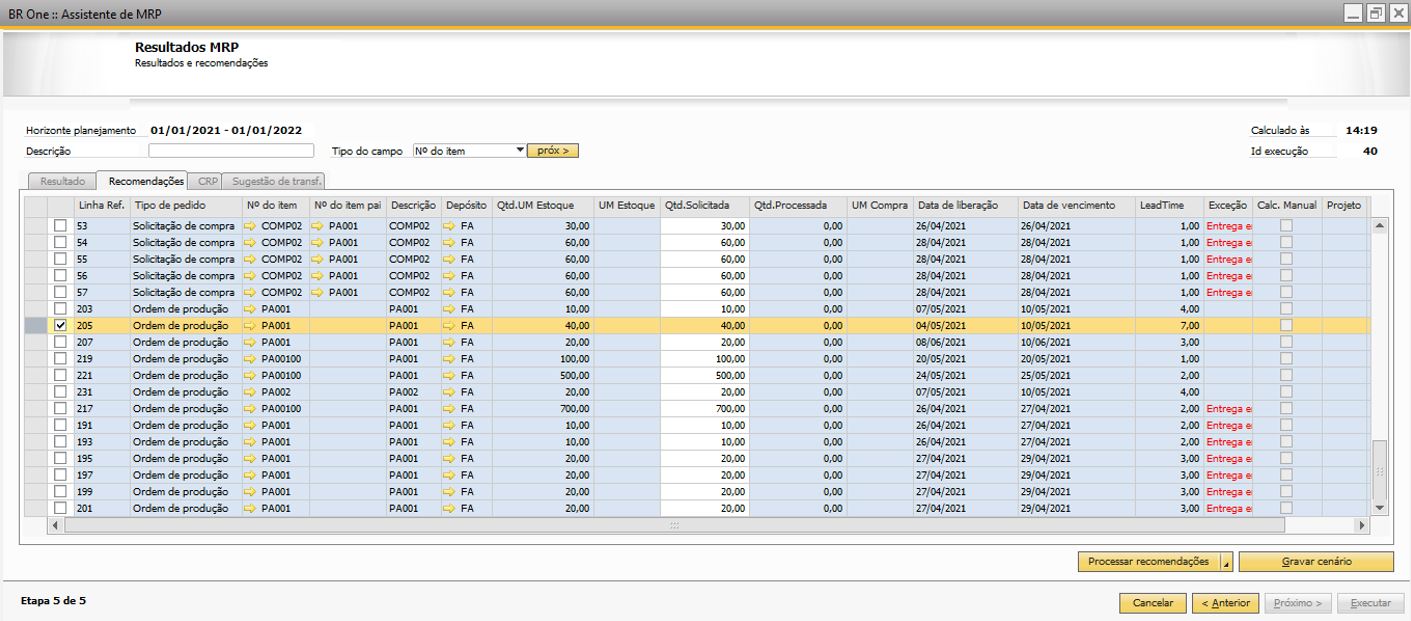 BR One :: Assistente de MRP
Resultados MRP
Resultados e recomendações
Horizonte planejamento 01/01/2021 - 01/01/2022 Calculado às 14:19
Descrição Tipo do campo Nº do item próx > Id execução 40
Resultado Recomendações CRP Sugestão de transf.
Linha Ref. Tipo de pedido Nº do item Nº do item pai Descrição Depósito Qtd.UM Estoque UM Estoque Qtd.Solicitada Qtd.Processada UM Compra Data de liberação Data de vencimento LeadTime Exceção Calc. Manual Projeto
53 Solicitação de compra COMP02 PA001 COMP02 FA 30,00 30,00 0,00 26/04/2021 26/04/2021 1,00 Entrega e
54 Solicitação de compra COMP02 PA001 COMP02 FA 60,00 60,00 0,00 28/04/2021 28/04/2021 1,00 Entrega e
55 Solicitação de compra COMP02 PA001 COMP02 FA 60,00 60,00 0,00 28/04/2021 28/04/2021 1,00 Entrega e
56 Solicitação de compra COMP02 PA001 COMP02 FA 60,00 60,00 0,00 28/04/2021 28/04/2021 1,00 Entrega e
57 Solicitação de compra COMP02 PA001 COMP02 FA 60,00 60,00 0,00 28/04/2021 28/04/2021 1,00 Entrega e
203 Ordem de produção PA001 PA001 FA 10,00 10,00 0,00 07/05/2021 10/05/2021 4,00
205 Ordem de produção PA001 PA001 FA 40,00 40,00 0,00 04/05/2021 10/05/2021 7,00
207 Ordem de produção PA001 PA001 FA 20,00 20,00 0,00 08/06/2021 10/06/2021 3,00
219 Ordem de produção PA00100 PA001 FA 100,00 100,00 0,00 20/05/2021 20/05/2021 1,00
221 Ordem de produção PA00100 PA001 FA 500,00 500,00 0,00 24/05/2021 25/05/2021 2,00
231 Ordem de produção PA002 PA002 FA 20,00 20,00 0,00 07/05/2021 10/05/2021 4,00
217 Ordem de produção PA00100 PA001 FA 700,00 700,00 0,00 26/04/2021 27/04/2021 2,00 Entrega e
191 Ordem de produção PA001 PA001 FA 10,00 10,00 0,00 26/04/2021 27/04/2021 2,00 Entrega e
193 Ordem de produção PA001 PA001 FA 10,00 10,00 0,00 26/04/2021 27/04/2021 2,00 Entrega e
195 Ordem de produção PA001 PA001 FA 20,00 20,00 0,00 27/04/2021 29/04/2021 3,00 Entrega e
197 Ordem de produção PA001 PA001 FA 20,00 20,00 0,00 27/04/2021 29/04/2021 3,00 Entrega e
199 Ordem de produção PA001 PA001 FA 20,00 20,00 0,00 27/04/2021 29/04/2021 3,00 Entrega e
201 Ordem de produção PA001 PA001 FA 20,00 20,00 0,00 27/04/2021 29/04/2021 3,00 Entrega e
Processar recomendações Gravar cenário
Etapa 5 de 5 Cancelar < Anterior Próximo > Executar